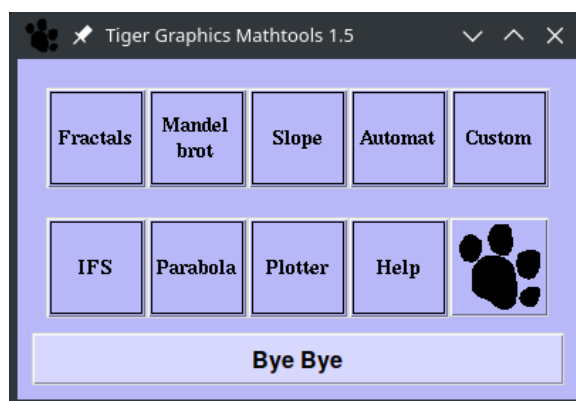 Tiger Graphics Mathtools 1.5
Fractals
Mandel
brot
Slope
Automat
Custom
IFS
Parabola
Plotter
Help
Bye Bye